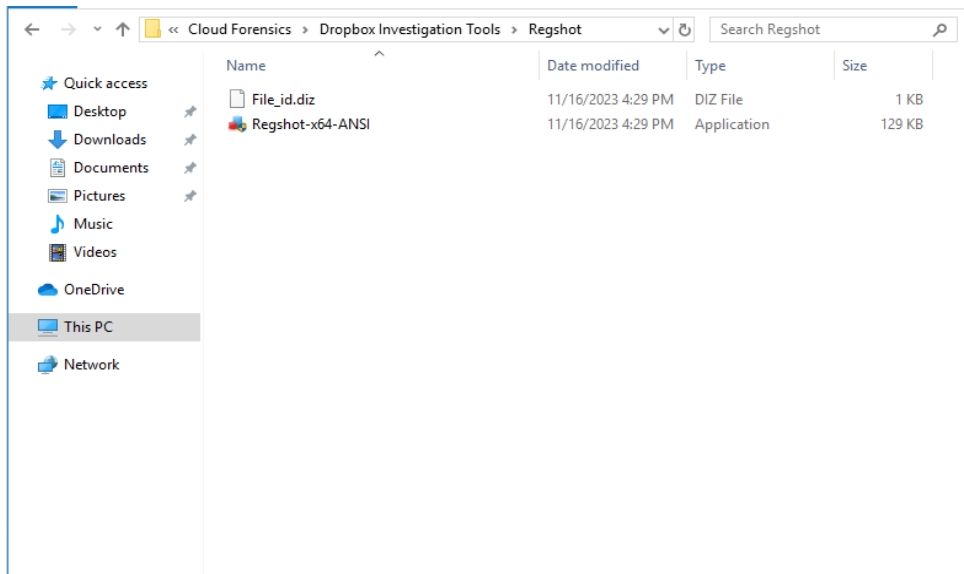 « Cloud Forensics > Dropbox Investigation Tools > Regshot
Search Regshot
Name Date modified Type Size
File_id.diz 11/16/2023 4:29 PM DIZ File 1 KB
Regshot-x64-ANSI 11/16/2023 4:29 PM Application 129 KB
Quick access
Desktop
Downloads
Documents
Pictures
Music
Videos
OneDrive
This PC
Network